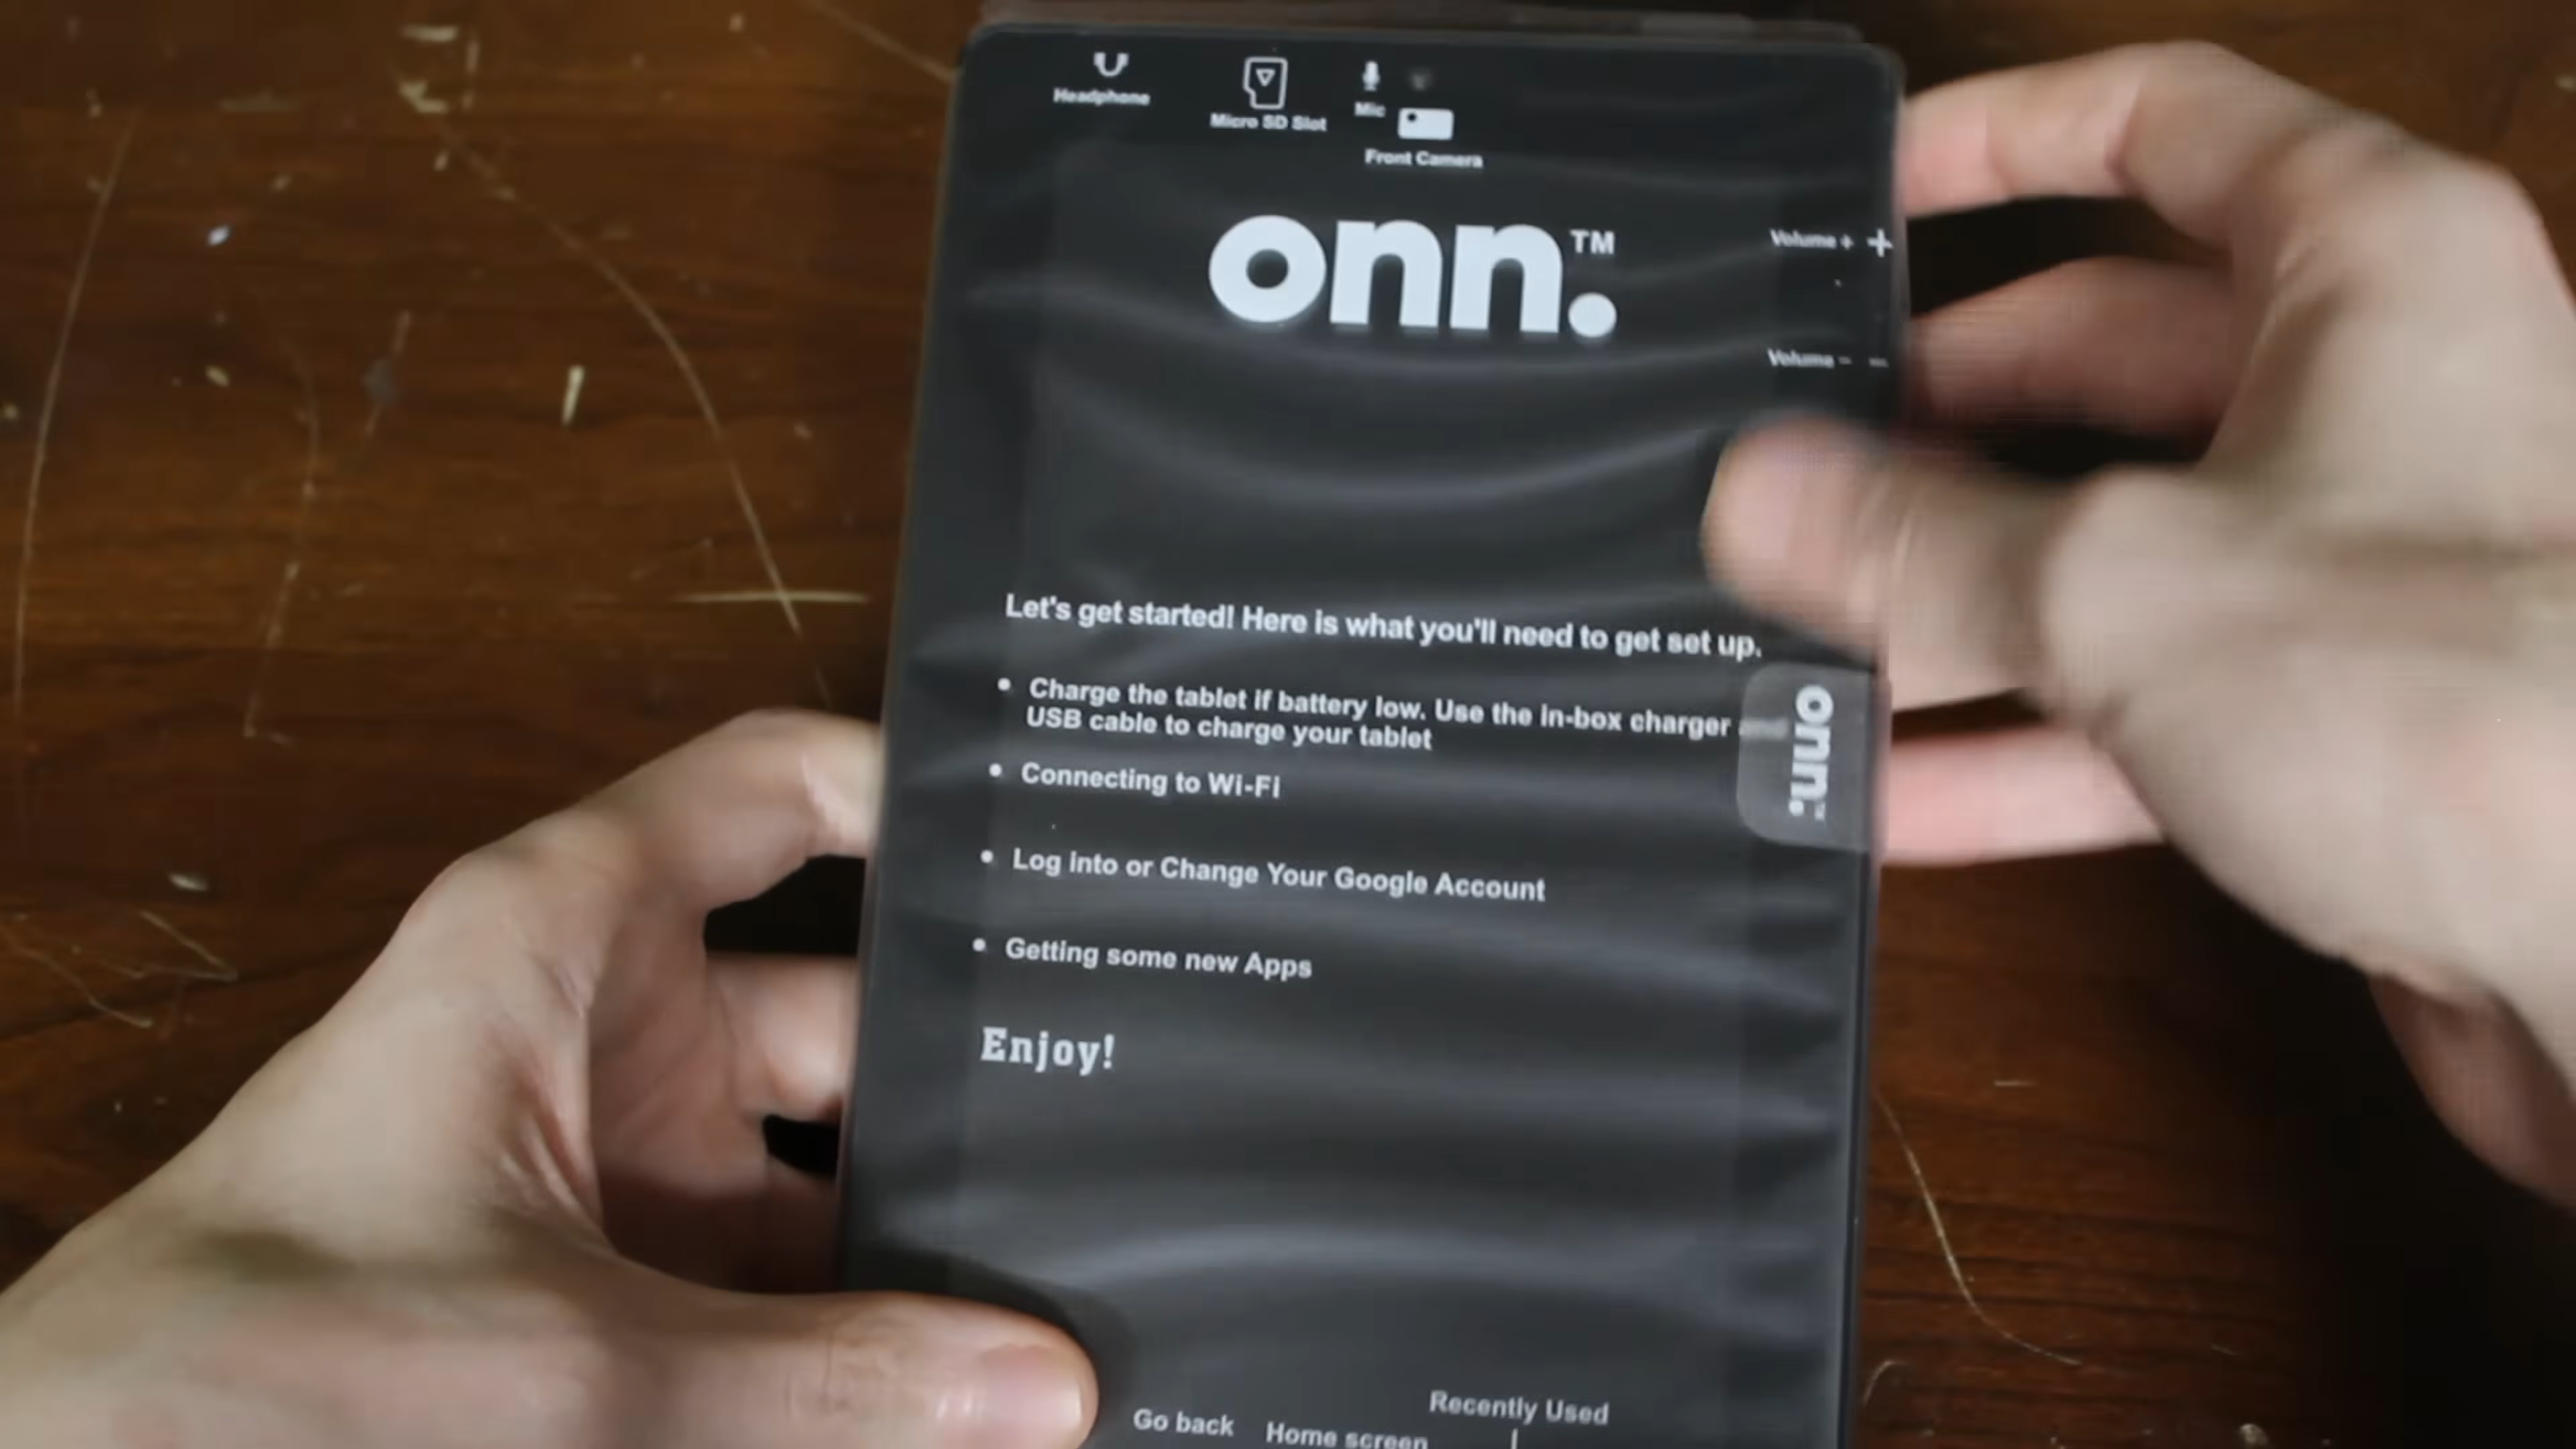 Headphone
Micro SD Slot
Mic
Front Camera
onn.™
Volume + +
Volume - -
Let's get started! Here is what you'll need to get set up.
• Charge the tablet if battery low. Use the in-box charger and
USB cable to charge your tablet
• Connecting to Wi-Fi
• Log into or Change Your Google Account
• Getting some new Apps
Enjoy!
onn.™
Recently Used
Go back
Home screen